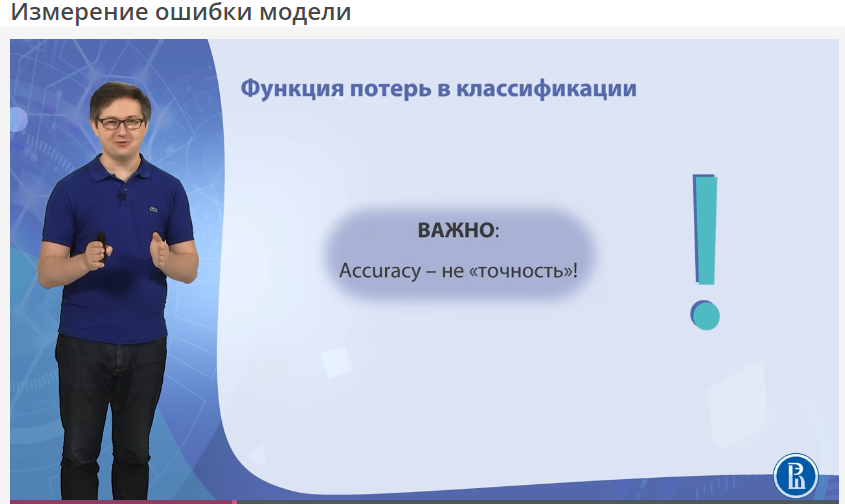 Измерение ошибки модели
Функция потерь в классификации
ВАЖНО:
Accuracy – не «точность»!